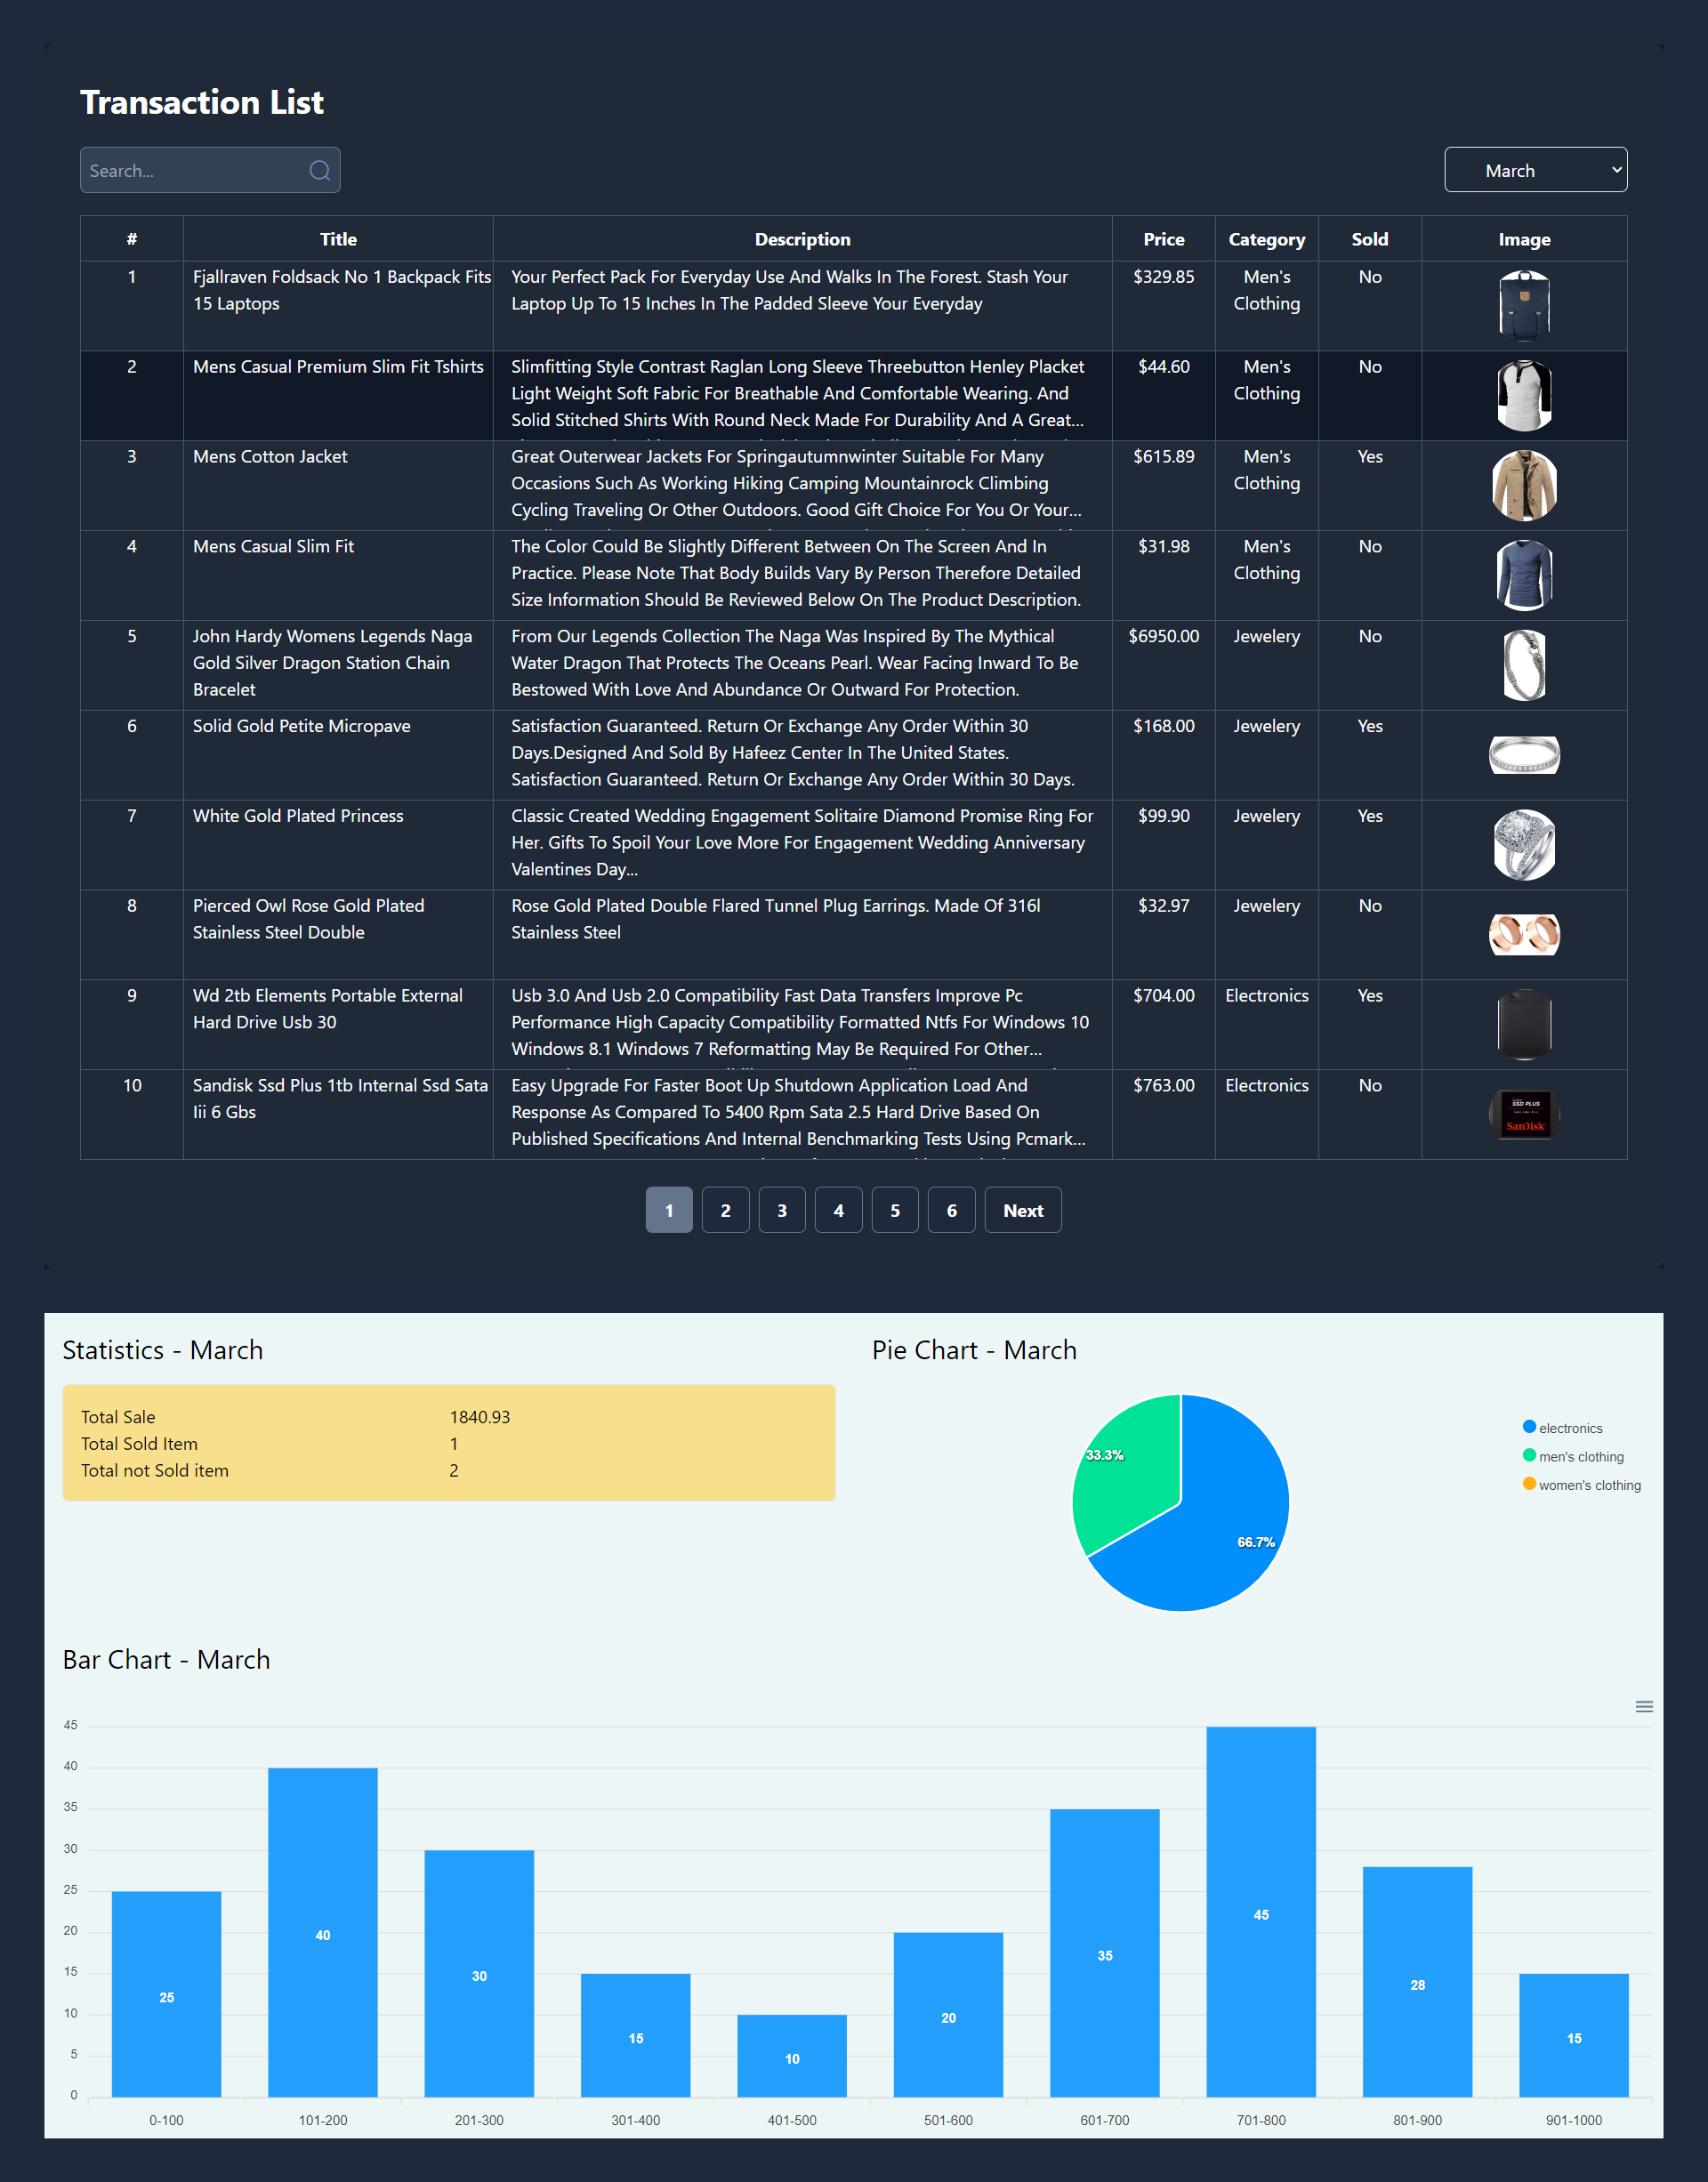 Transaction List
Search...
March
# Title Description Price Category Sold Image
1 Fjallraven Foldsack No 1 Backpack Fits Your Perfect Pack For Everyday Use And Walks In The Forest. Stash Your $329.85 Men's No
15 Laptops Laptop Up To 15 Inches In The Padded Sleeve Your Everyday Clothing
2 Mens Casual Premium Slim Fit Tshirts Slimfitting Style Contrast Raglan Long Sleeve Threebutton Henley Placket $44.60 Men's No
Light Weight Soft Fabric For Breathable And Comfortable Wearing. And Clothing
Solid Stitched Shirts With Round Neck Made For Durability And A Great...
3 Mens Cotton Jacket Great Outerwear Jackets For Springautumnwinter Suitable For Many $615.89 Men's Yes
Occasions Such As Working Hiking Camping Mountainrock Climbing Clothing
Cycling Traveling Or Other Outdoors. Good Gift Choice For You Or Your...
4 Mens Casual Slim Fit The Color Could Be Slightly Different Between On The Screen And In $31.98 Men's No
Practice. Please Note That Body Builds Vary By Person Therefore Detailed Clothing
Size Information Should Be Reviewed Below On The Product Description.
5 John Hardy Womens Legends Naga From Our Legends Collection The Naga Was Inspired By The Mythical $6950.00 Jewelery No
Gold Silver Dragon Station Chain Water Dragon That Protects The Oceans Pearl. Wear Facing Inward To Be
Bracelet Bestowed With Love And Abundance Or Outward For Protection.
6 Solid Gold Petite Micropave Satisfaction Guaranteed. Return Or Exchange Any Order Within 30 $168.00 Jewelery Yes
Days.Designed And Sold By Hafeez Center In The United States.
Satisfaction Guaranteed. Return Or Exchange Any Order Within 30 Days.
7 White Gold Plated Princess Classic Created Wedding Engagement Solitaire Diamond Promise Ring For $99.90 Jewelery Yes
Her. Gifts To Spoil Your Love More For Engagement Wedding Anniversary
Valentines Day...
8 Pierced Owl Rose Gold Plated Rose Gold Plated Double Flared Tunnel Plug Earrings. Made Of 316l $32.97 Jewelery No
Stainless Steel Double Stainless Steel
9 Wd 2tb Elements Portable External Usb 3.0 And Usb 2.0 Compatibility Fast Data Transfers Improve Pc $704.00 Electronics Yes
Hard Drive Usb 30 Performance High Capacity Compatibility Formatted Ntfs For Windows 10
Windows 8.1 Windows 7 Reformatting May Be Required For Other...
10 Sandisk Ssd Plus 1tb Internal Ssd Sata Easy Upgrade For Faster Boot Up Shutdown Application Load And $763.00 Electronics No
Iii 6 Gbs Response As Compared To 5400 Rpm Sata 2.5 Hard Drive Based On
Published Specifications And Internal Benchmarking Tests Using Pcmark...
SSD PLUS
SanDisk
1 2 3 4 5 6 Next
Statistics - March
Total Sale 1840.93
Total Sold Item 1
Total not Sold item 2
Pie Chart - March
33.3%
66.7%
electronics
men's clothing
women's clothing
Bar Chart - March
45
40
35
30
25
20
15
10
5
0
25 40 30 15 10 20 35 45 28 15
0-100 101-200 201-300 301-400 401-500 501-600 601-700 701-800 801-900 901-1000